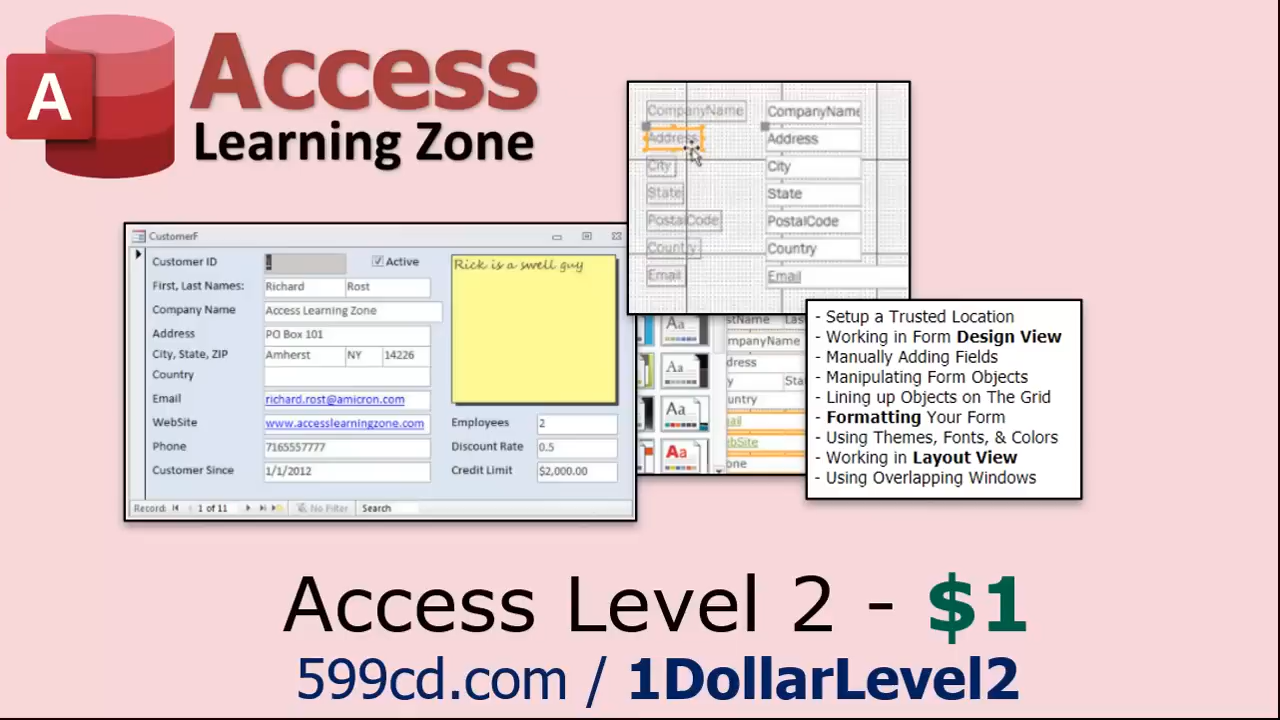 A
Access
Learning Zone
CompanyName CompanyName
Address Address
City City
State State
PostalCode PostalCode
Country Country
Email Email
CustomerF
Customer ID Active
First, Last Names: Richard Rost
Company Name Access Learning Zone
Address PO Box 101
City, State, ZIP Amherst NY 14226
Country
Email richard.rost@amicron.com
WebSite www.accesslearningzone.com
Phone 7165557777
Customer Since 1/1/2012
Rick is a swell guy
Employees 2
Discount Rate 0.5
Credit Limit $2,000.00
Record: 1 of 11 No Filter Search
Aa
Aa
Aa
Aa
- Setup a Trusted Location
- Working in Form Design View
- Manually Adding Fields
- Manipulating Form Objects
- Lining up Objects on The Grid
- Formatting Your Form
- Using Themes, Fonts, & Colors
- Working in Layout View
- Using Overlapping Windows
Access Level 2 - $1
599cd.com / 1DollarLevel2